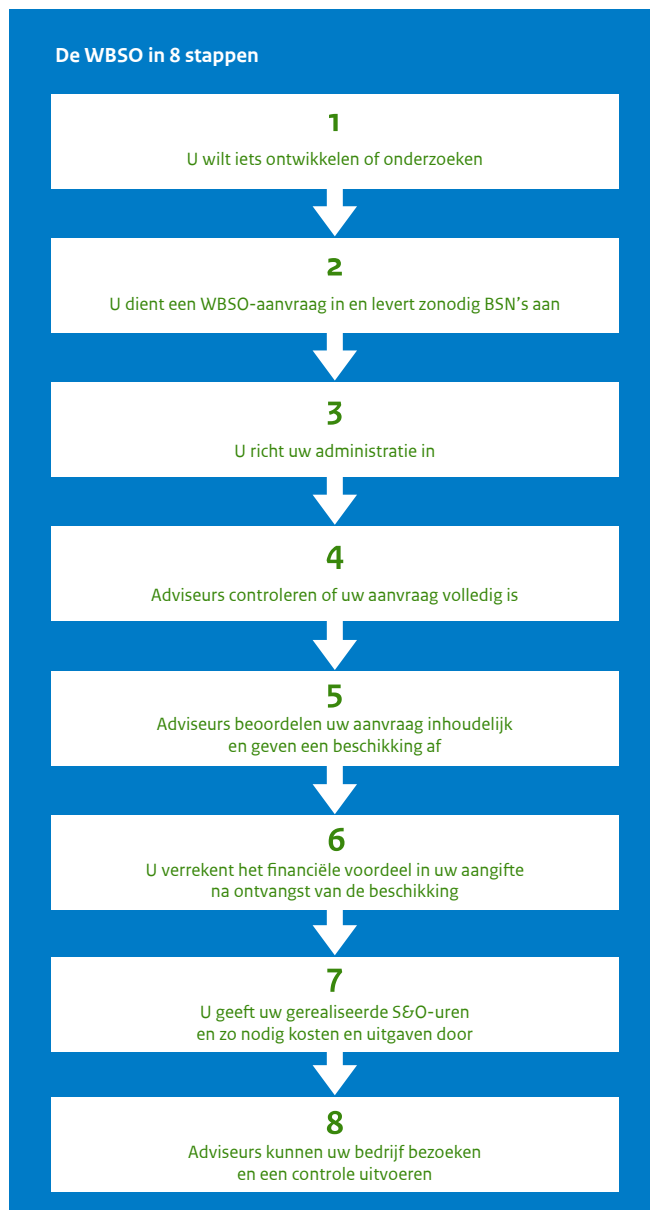 De WBSO in 8 stappen
1
U wilt iets ontwikkelen of onderzoeken
2
U dient een WBSO-aanvraag in en levert zonodig BSN’s aan
3
U richt uw administratie in
4
Adviseurs controleren of uw aanvraag volledig is
5
Adviseurs beoordelen uw aanvraag inhoudelijk
en geven een beschikking af
6
U verrekent het financiële voordeel in uw aangifte
na ontvangst van de beschikking
7
U geeft uw gerealiseerde S&O-uren
en zo nodig kosten en uitgaven door
8
Adviseurs kunnen uw bedrijf bezoeken
en een controle uitvoeren